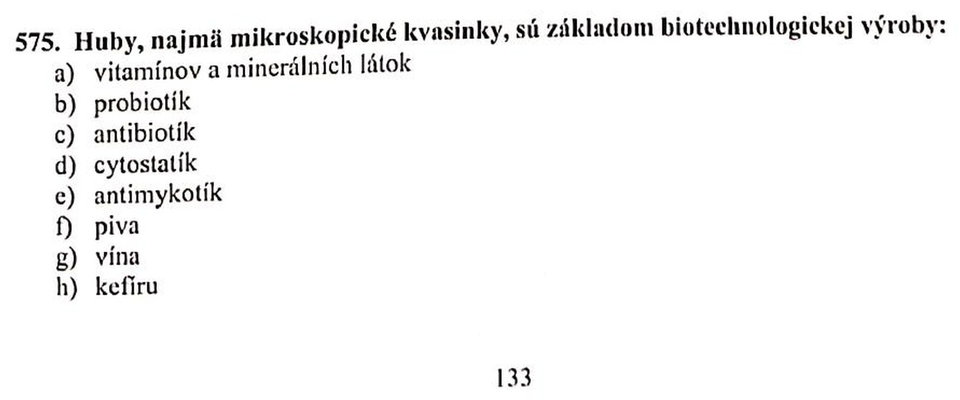 575. Huby, najmä mikroskopické kvasinky, sú základom biotechnologickej výroby:
a) vitamínov a minerálních látok
b) probiotík
c) antibiotík
d) cytostatík
e) antimykotík
f) piva
g) vína
h) kefíru
133